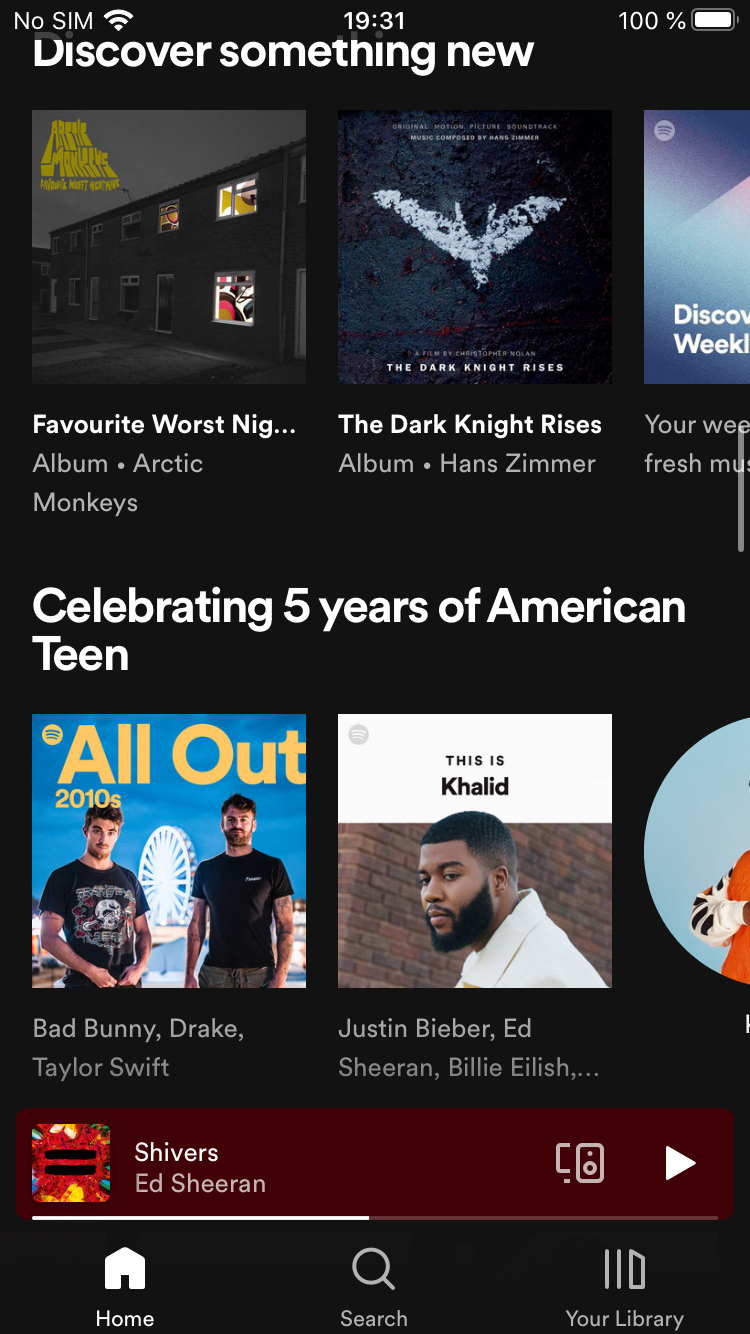 No SIM 19:31 100 %
Discover something new
ARCTIC
MONKEYS
FAVOURITE WORST NIGHTMARE
ORIGINAL MOTION PICTURE SOUNDTRACK
MUSIC COMPOSED BY HANS ZIMMER
A FILM BY CHRISTOPHER NOLAN
THE DARK KNIGHT RISES
Discov
Weekl
Favourite Worst Nig...
Album • Arctic
Monkeys
The Dark Knight Rises
Album • Hans Zimmer
Your wee
fresh mus
Celebrating 5 years of American
Teen
All Out
2010s
THIS IS
Khalid
Bad Bunny, Drake,
Taylor Swift
Justin Bieber, Ed
Sheeran, Billie Eilish,...
Shivers
Ed Sheeran
Home
Search
Your Library